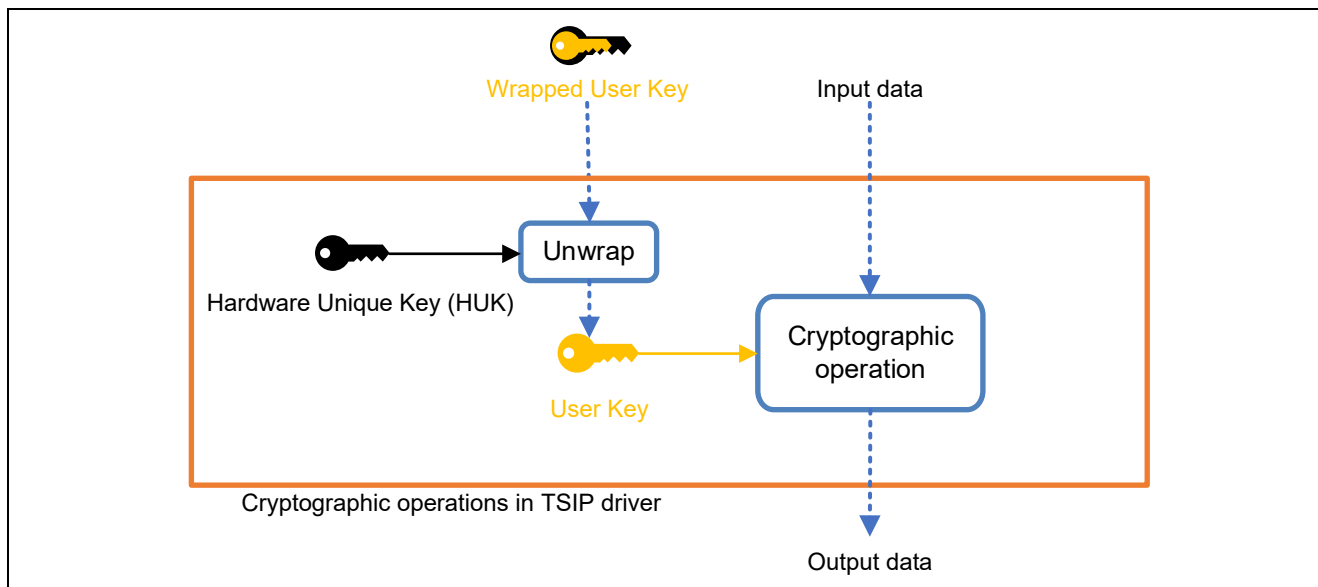 Wrapped User Key
Input data
Unwrap
Hardware Unique Key (HUK)
Cryptographic
operation
User Key
Cryptographic operations in TSIP driver
Output data